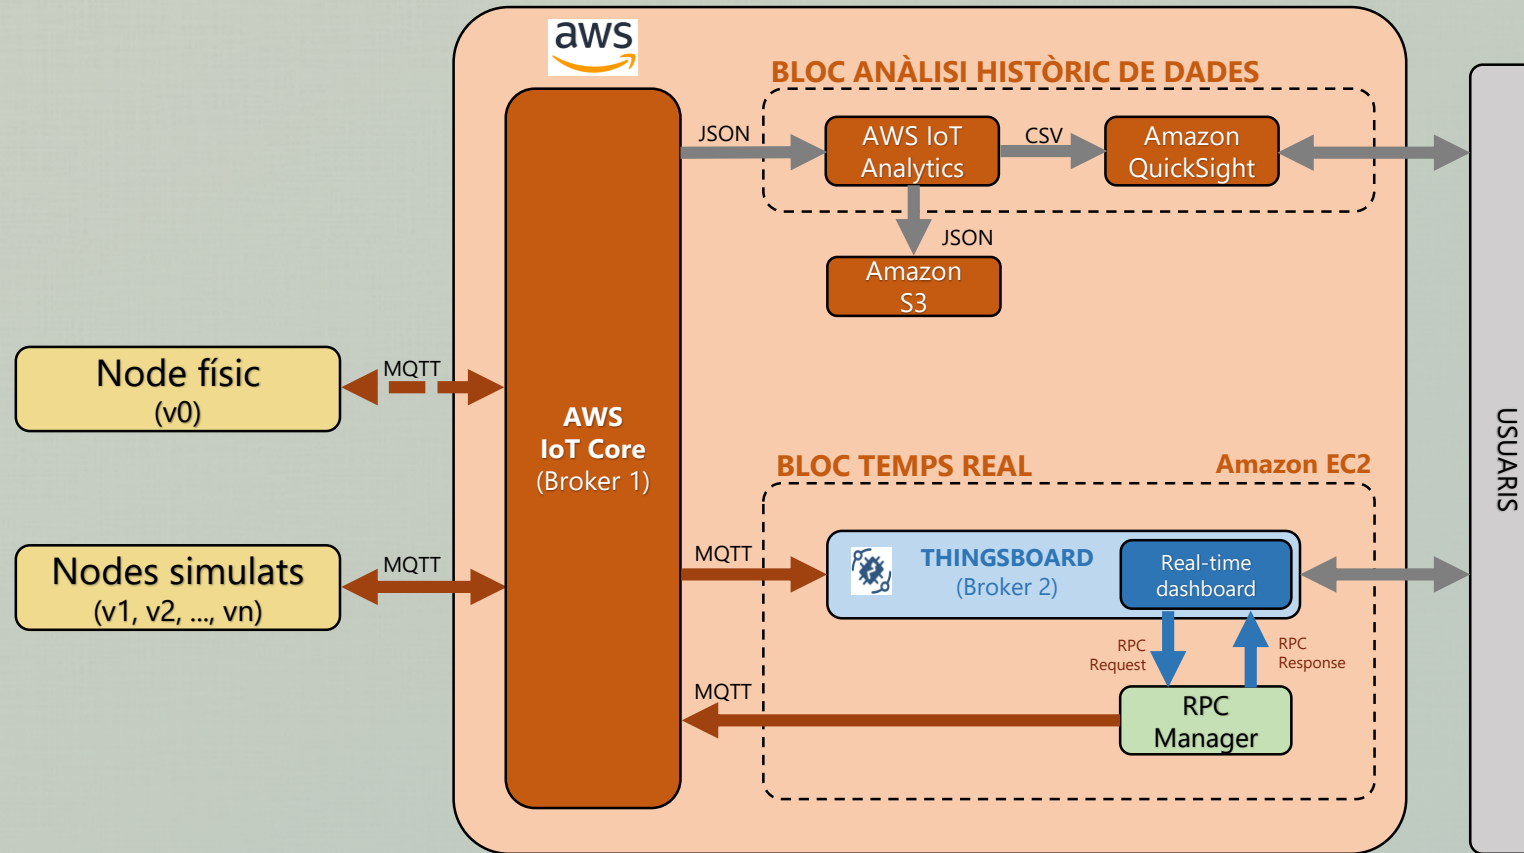 aws
BLOC ANÀLISI HISTÒRIC DE DADES
JSON
AWS IoT
Analytics
CSV
Amazon
QuickSight
JSON
Amazon
S3
Node físic
(v0)
MQTT
AWS
IoT Core
(Broker 1)
Nodes simulats
(v1, v2, ..., vn)
MQTT
BLOC TEMPS REAL
Amazon EC2
MQTT
THINGSBOARD
(Broker 2)
Real-time
dashboard
RPC
Request
RPC
Response
MQTT
RPC
Manager
USUARIS